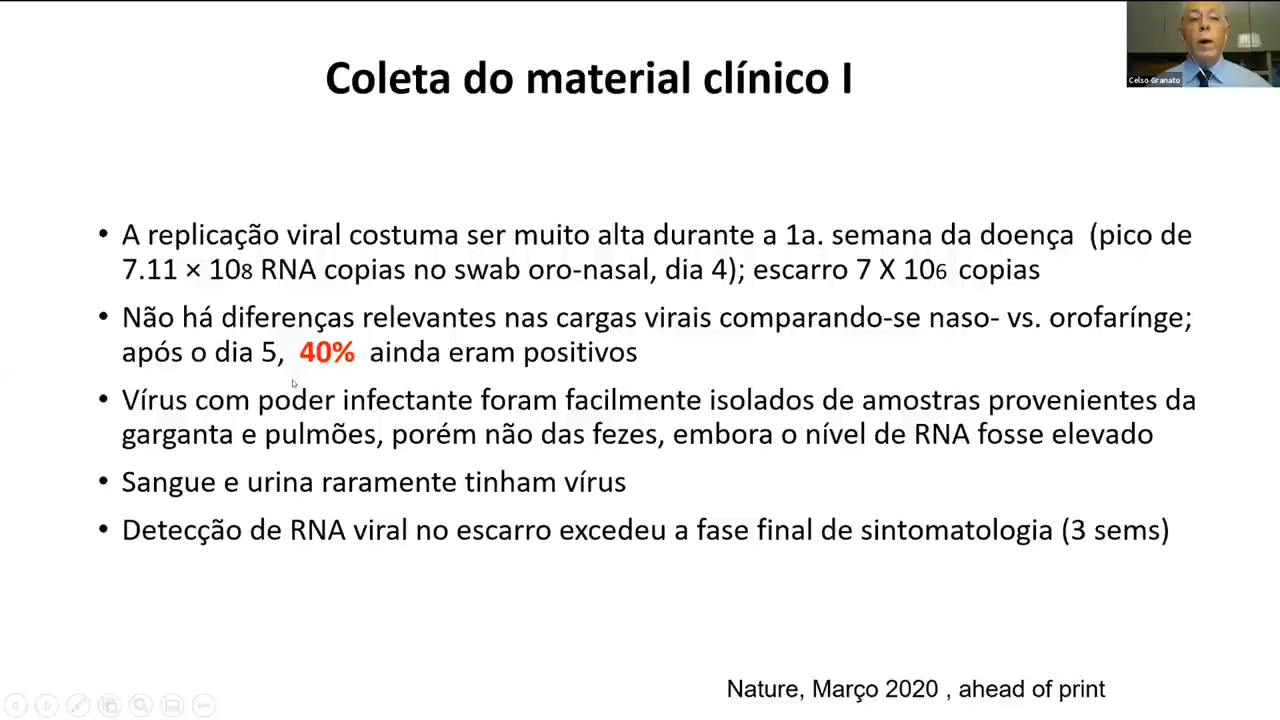 Coleta do material clínico I
Celso Granato
• A replicação viral costuma ser muito alta durante a 1a. semana da doença (pico de
7.11 × 108 RNA copias no swab oro-nasal, dia 4); escarro 7 X 106 copias
• Não há diferenças relevantes nas cargas virais comparando-se naso- vs. orofarínge;
após o dia 5, 40% ainda eram positivos
• Vírus com poder infectante foram facilmente isolados de amostras provenientes da
garganta e pulmões, porém não das fezes, embora o nível de RNA fosse elevado
• Sangue e urina raramente tinham vírus
• Detecção de RNA viral no escarro excedeu a fase final de sintomatologia (3 sems)
Nature, Março 2020 , ahead of print